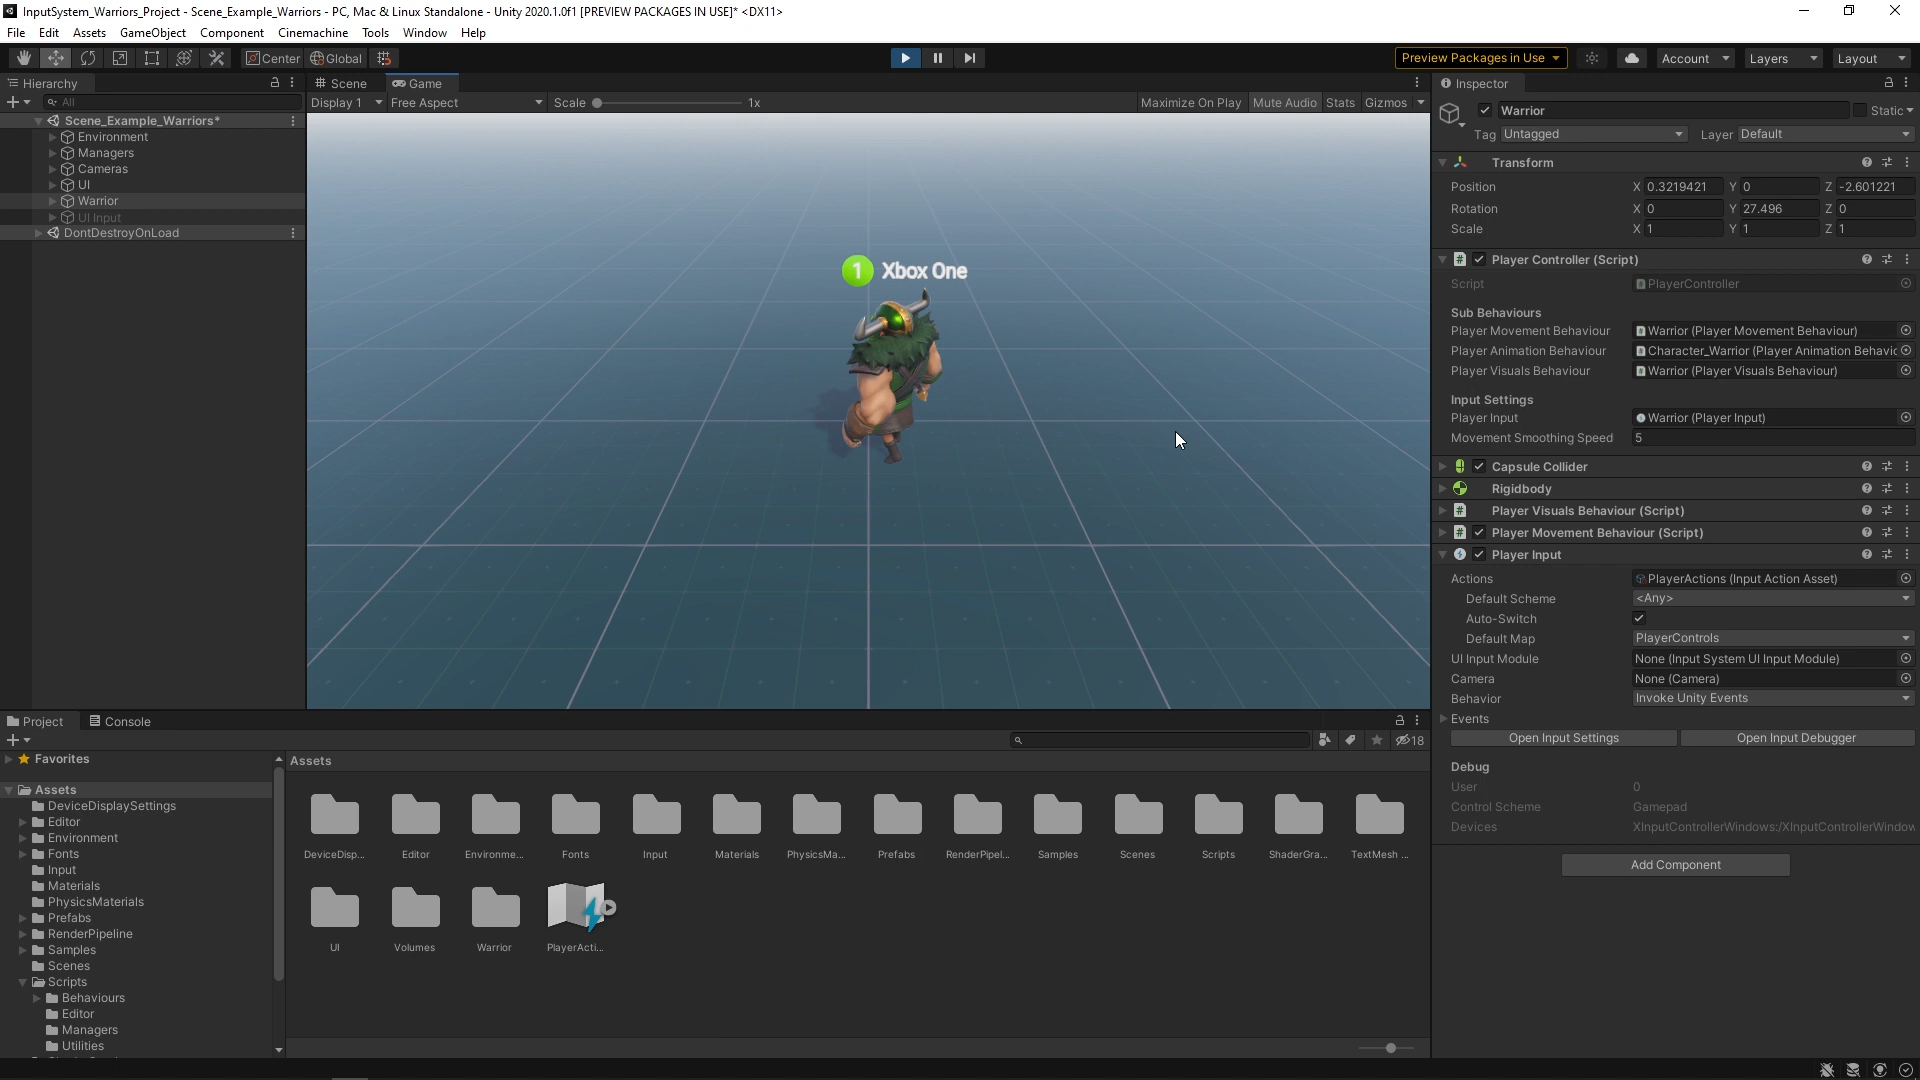 InputSystem_Warriors_Project - Scene_Example_Warriors - PC, Mac & Linux Standalone - Unity 2020.1.0f1 [PREVIEW PACKAGES IN USE]* <DX11>
File Edit Assets GameObject Component Cinemachine Tools Window Help
Center Global Preview Packages in Use Account Layers Layout
Hierarchy
All
Scene_Example_Warriors*
Environment
Managers
Cameras
UI
Warrior
UI Input
DontDestroyOnLoad
Scene Game
Display 1 Free Aspect Scale 1x Maximize On Play Mute Audio Stats Gizmos
1 Xbox One
Inspector
Warrior Static
Tag Untagged Layer Default
Transform
Position X 0.3219421 Y 0 Z -2.601221
Rotation X 0 Y 27.496 Z 0
Scale X 1 Y 1 Z 1
Player Controller (Script)
Script PlayerController
Sub Behaviours
Player Movement Behaviour Warrior (Player Movement Behaviour)
Player Animation Behaviour Character_Warrior (Player Animation Behavic
Player Visuals Behaviour Warrior (Player Visuals Behaviour)
Input Settings
Player Input Warrior (Player Input)
Movement Smoothing Speed 5
Capsule Collider
Rigidbody
Player Visuals Behaviour (Script)
Player Movement Behaviour (Script)
Player Input
Actions PlayerActions (Input Action Asset)
Default Scheme <Any>
Auto-Switch
Default Map PlayerControls
UI Input Module None (Input System UI Input Module)
Camera None (Camera)
Behavior Invoke Unity Events
Events
Open Input Settings Open Input Debugger
Debug
User 0
Control Scheme Gamepad
Devices XInputControllerWindows:/XInputControllerWindow
Add Component
Project Console
18
Favorites
Assets
DeviceDisplaySettings
Editor
Environment
Fonts
Input
Materials
PhysicsMaterials
Prefabs
RenderPipeline
Samples
Scenes
Scripts
Behaviours
Editor
Managers
Utilities
Assets
DeviceDisp... Editor Environme... Fonts Input Materials PhysicsMa... Prefabs RenderPipel... Samples Scenes Scripts ShaderGra... TextMesh ...
UI Volumes Warrior PlayerActi...